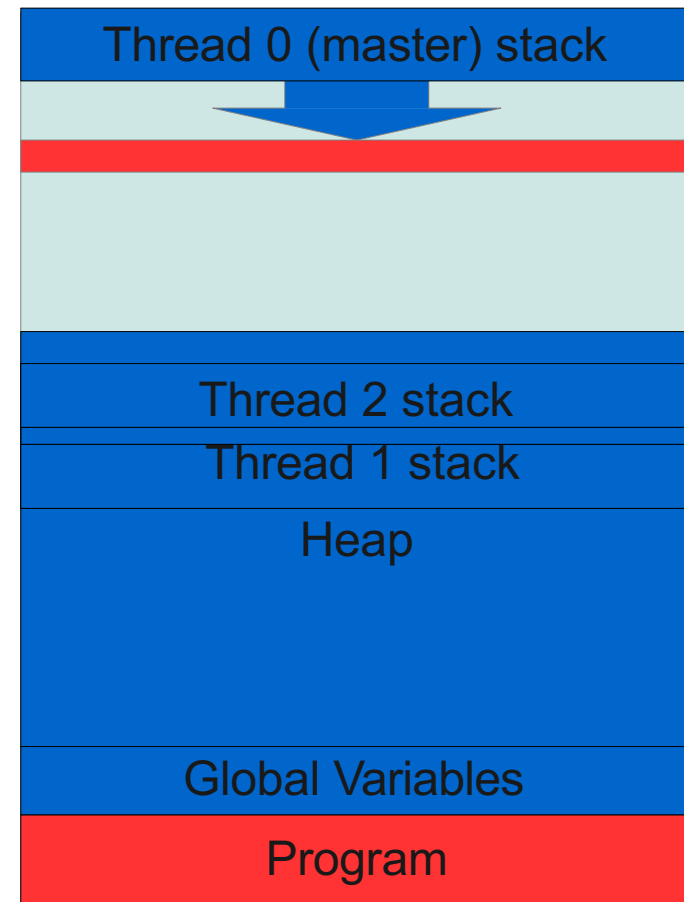 Thread 0 (master) stack
Thread 2 stack
Thread 1 stack
Heap
Global Variables
Program